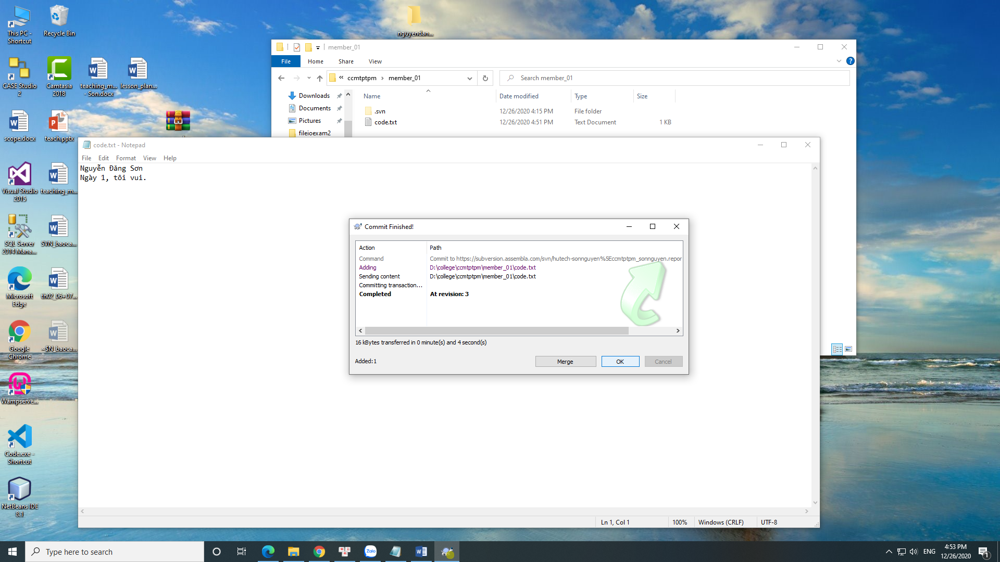 This PC -
Shortcut
Recycle Bin
nguyendan...
CASE Studio
2
Camtasia
2018
teaching_m...
- Son.docx
lesson_plan...
scope.docx
teach.pptx
Visual Studio
2015
teaching_m...
SQL Server
2014 Mana...
SVN_baoca...
Microsoft
Edge
th02_06+07...
Google
Chrome
~SN_baoca...
Wampserve...
Code.exe -
Shortcut
NetBeans IDE
8.1
member_01
File Home Share View
ccmtptpm member_01
Search member_01
Downloads
Documents
Pictures
fileioexam2
Name Date modified Type Size
.svn 12/26/2020 4:15 PM File folder
code.txt 12/26/2020 4:51 PM Text Document 1 KB
code.txt - Notepad
File Edit Format View Help
Nguyễn Đăng Sơn
Ngày 1, tôi vui.
Commit Finished!
Action Path
Command Commit to https://subversion.assembla.com/svn/hutech-sonnguyen%5Eccmtptpm_sonnguyen.repor
Adding D:\college\ccmtptpm\member_01\code.txt
Sending content D:\college\ccmtptpm\member_01\code.txt
Committing transaction...
Completed At revision: 3
16 kBytes transferred in 0 minute(s) and 4 second(s)
Added:1
Merge OK Cancel
Ln 1, Col 1 100% Windows (CRLF) UTF-8
Type here to search
Zalo
ENG
4:53 PM
12/26/2020
1